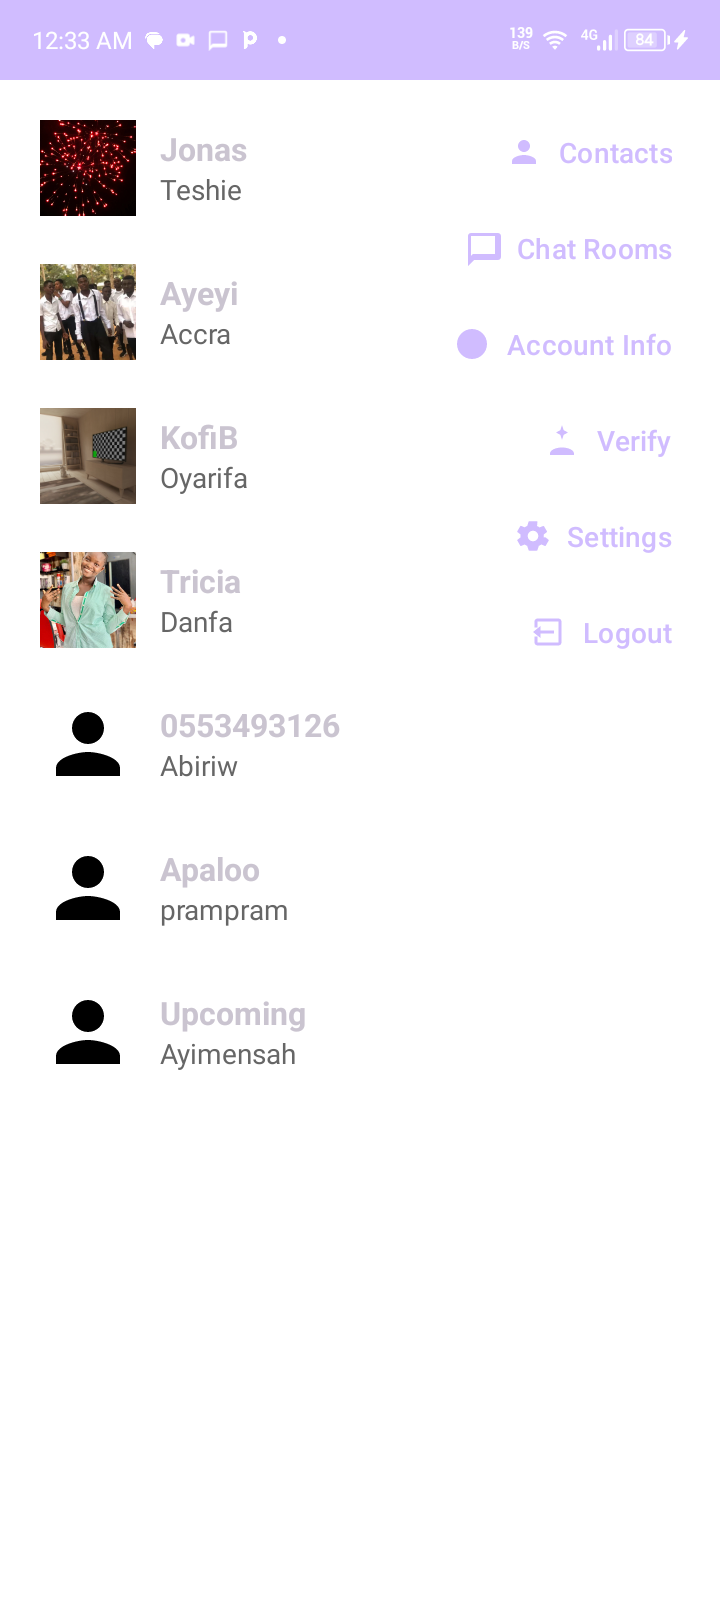 12:33 AM
139
B/S
4G
84
Jonas
Teshie
Ayeyi
Accra
KofiB
Oyarifa
Tricia
Danfa
0553493126
Abiriw
Apaloo
prampram
Upcoming
Ayimensah
Contacts
Chat Rooms
Account Info
Verify
Settings
Logout